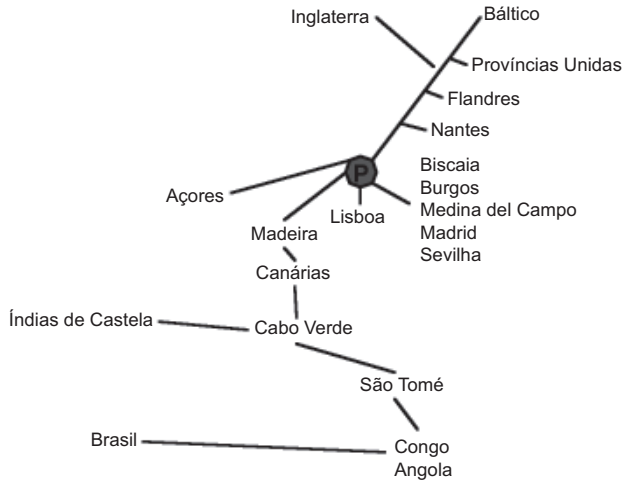 Inglaterra
Báltico
Províncias Unidas
Flandres
Nantes
P
Biscaia
Burgos
Medina del Campo
Madrid
Sevilha
Açores
Lisboa
Madeira
Canárias
Índias de Castela
Cabo Verde
São Tomé
Brasil
Congo
Angola